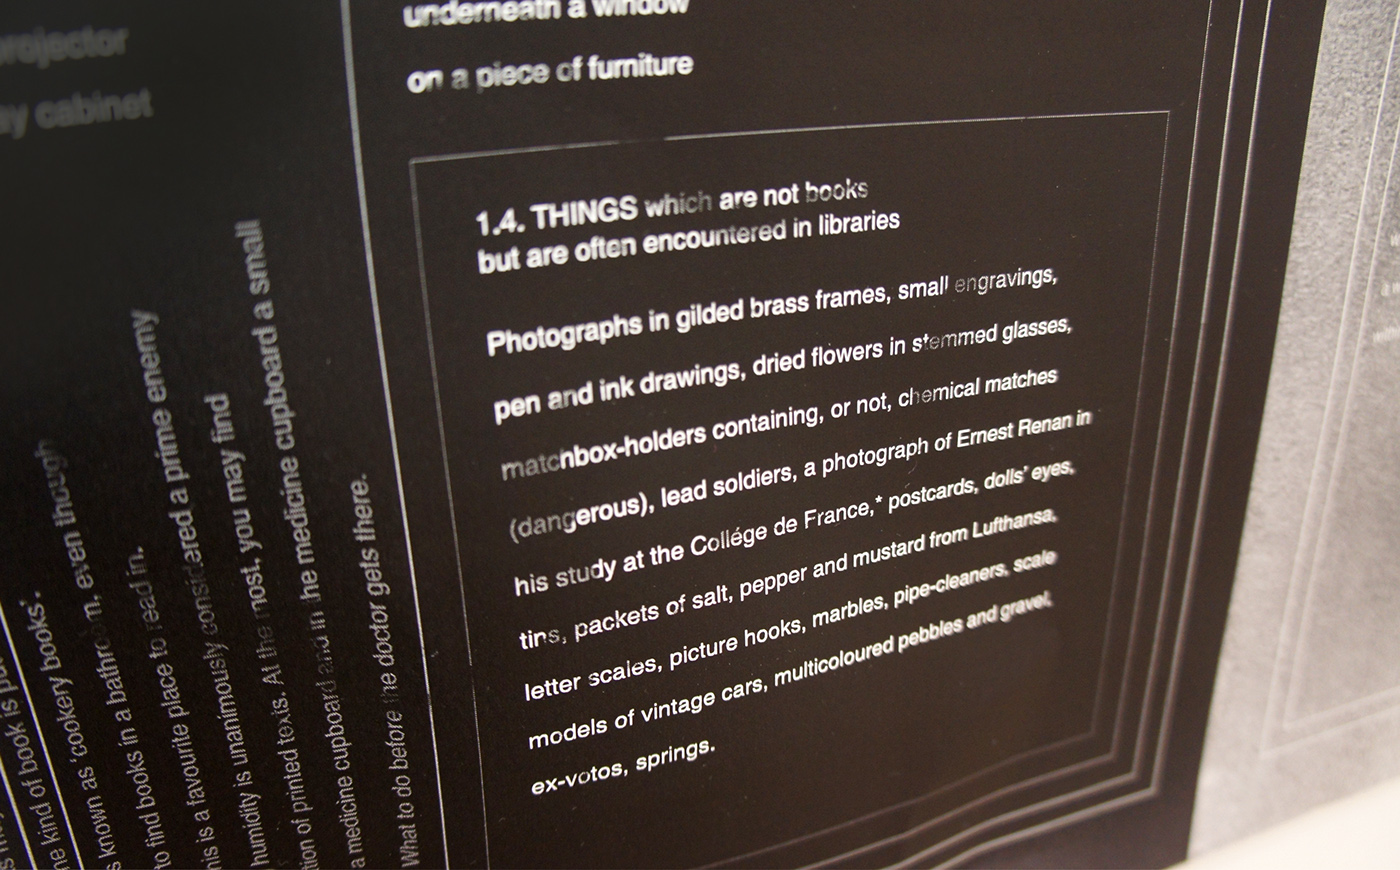 projector
cabinet
underneath a window
on a piece of furniture
1.4. THINGS which are not books
but are often encountered in libraries
Photographs in gilded brass frames, small engravings,
pen and ink drawings, dried flowers in stemmed glasses,
matchbox-holders containing, or not, chemical matches
(dangerous), lead soldiers, a photograph of Ernest Renan in
his study at the Collége de France,* postcards, dolls' eyes,
tins, packets of salt, pepper and mustard from Lufthansa,
letter scales, picture hooks, marbles, pipe-cleaners, scale
models of vintage cars, multicoloured pebbles and gravel,
ex-votos, springs.
kind of book is
known as 'cookery books'.
to find books in a bathroom, even though
is a favourite place to read in.
humidity is unanimously considered a prime enemy
of printed texts. At the most, you may find
a medicine cupboard and in the medicine cupboard a small
What to do before the doctor gets there.